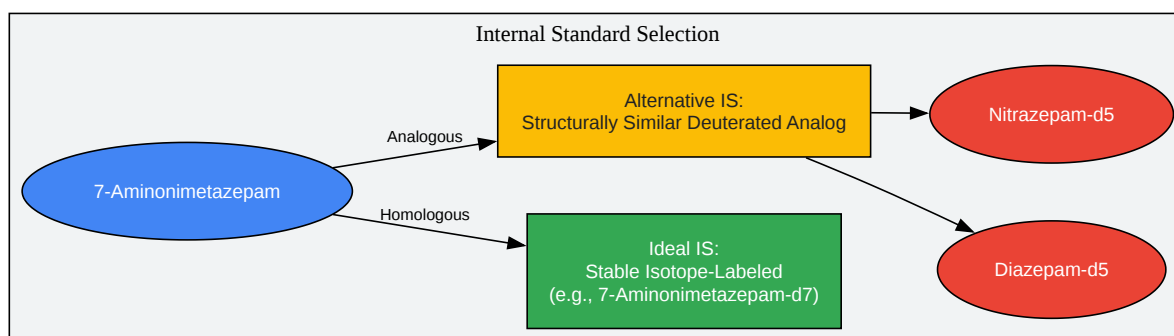 Internal Standard Selection
Alternative IS:
Structurally Similar Deuterated Analog
Nitrazepam-d5
Analogous
7-Aminonimetazepam
Homologous
Ideal IS:
Stable Isotope-Labeled
(e.g., 7-Aminonimetazepam-d7)
Diazepam-d5